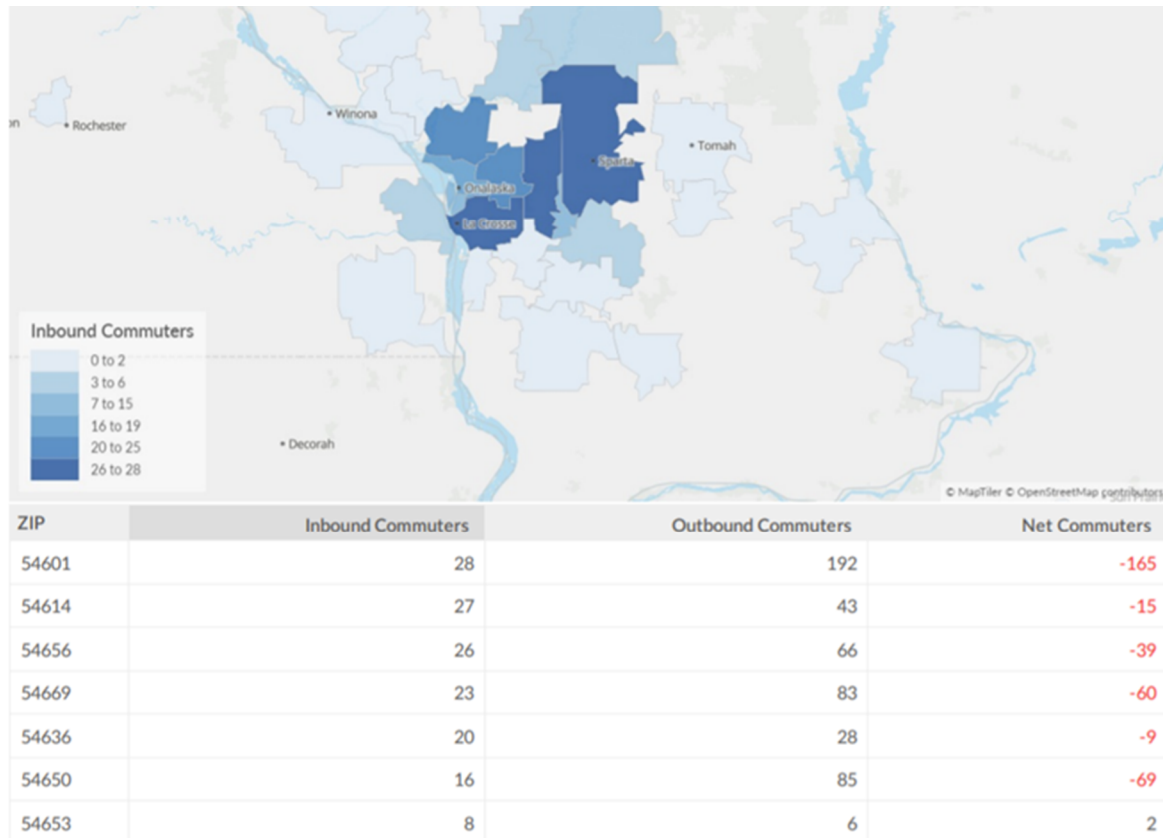 Winona
on
Rochester
Tomah
Sparta
Onalaska
La Crosse
Inbound Commuters
0 to 2
3 to 6
7 to 15
16 to 19
20 to 25
26 to 28
Decorah
© MapTiler © OpenStreetMap contributors
ZIP Inbound Commuters Outbound Commuters Net Commuters
54601 28 192 -165
54614 27 43 -15
54656 26 66 -39
54669 23 83 -60
54636 20 28 -9
54650 16 85 -69
54653 8 6 2